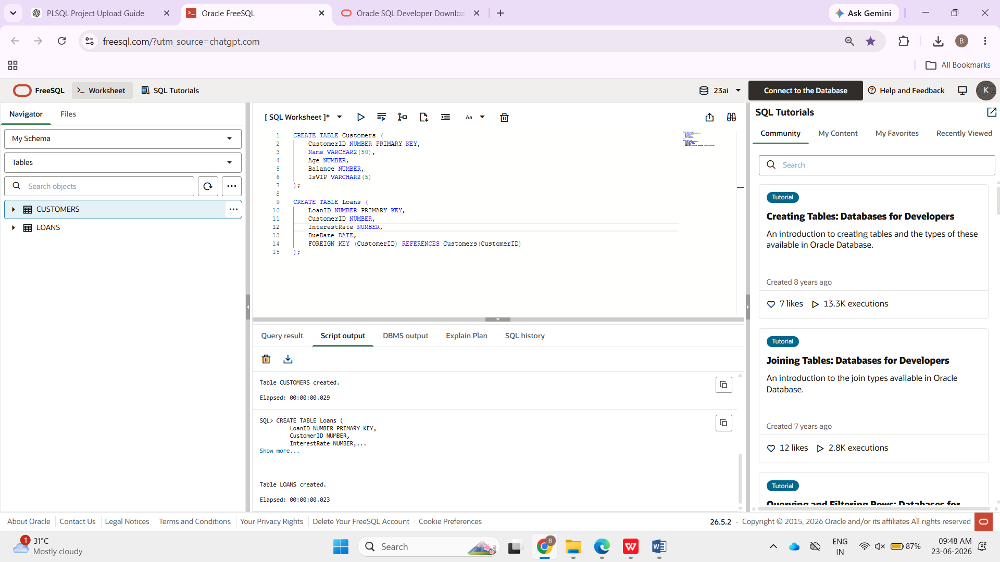 PLSQL Project Upload Guide
Oracle FreeSQL
Oracle SQL Developer Downloa
Ask Gemini
freesql.com/?utm_source=chatgpt.com
B
All Bookmarks
FreeSQL
Worksheet
SQL Tutorials
23ai
Connect to the Database
Help and Feedback
K
Navigator
Files
My Schema
Tables
Search objects
CUSTOMERS
LOANS
[ SQL Worksheet ]*
Aa
1 CREATE TABLE Customers (
2 CustomerID NUMBER PRIMARY KEY,
3 Name VARCHAR2(50),
4 Age NUMBER,
5 Balance NUMBER,
6 IsVIP VARCHAR2(5)
7 );
8
9 CREATE TABLE Loans (
10 LoanID NUMBER PRIMARY KEY,
11 CustomerID NUMBER,
12 InterestRate NUMBER,
13 DueDate DATE,
14 FOREIGN KEY (CustomerID) REFERENCES Customers(CustomerID)
15 );
Query result
Script output
DBMS output
Explain Plan
SQL history
Table CUSTOMERS created.
Elapsed: 00:00:00.029
SQL> CREATE TABLE Loans (
LoanID NUMBER PRIMARY KEY,
CustomerID NUMBER,
InterestRate NUMBER,...
Show more...
Table LOANS created.
Elapsed: 00:00:00.023
SQL Tutorials
Community
My Content
My Favorites
Recently Viewed
Search
Tutorial
Creating Tables: Databases for Developers
An introduction to creating tables and the types of these
available in Oracle Database.
Created 8 years ago
7 likes
13.3K executions
Tutorial
Joining Tables: Databases for Developers
An introduction to the join types available in Oracle
Database.
Created 7 years ago
12 likes
2.8K executions
Tutorial
Querying and Filtering Rows: Databases for
About Oracle
Contact Us
Legal Notices
Terms and Conditions
Your Privacy Rights
Delete Your FreeSQL Account
Cookie Preferences
26.5.2 - Copyright © 2015, 2026 Oracle and/or its affiliates All rights reserved
1
31°C
Mostly cloudy
Search
B
W
ENG
IN
87%
09:48 AM
23-06-2026